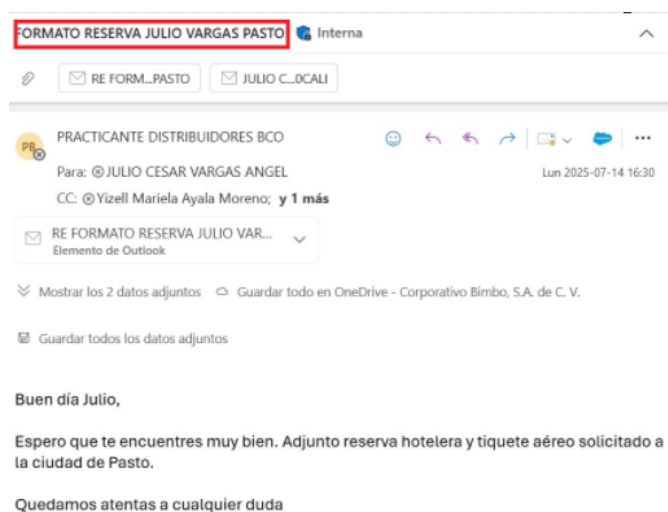 FORMATO RESERVA JULIO VARGAS PASTO Interna
RE FORM...PASTO JULIO C...OCALI
PB
PRACTICANTE DISTRIBUIDORES BCO
Para: JULIO CESAR VARGAS ANGEL Lun 2025-07-14 16:30
CC: Yizell Mariela Ayala Moreno; y 1 más
RE FORMATO RESERVA JULIO VAR...
Elemento de Outlook
Mostrar los 2 datos adjuntos Guardar todo en OneDrive - Corporativo Bimbo, S.A. de C. V.
Guardar todos los datos adjuntos
Buen día Julio,
Espero que te encuentres muy bien. Adjunto reserva hotelera y tiquete aéreo solicitado a
la ciudad de Pasto.
Quedamos atentas a cualquier duda